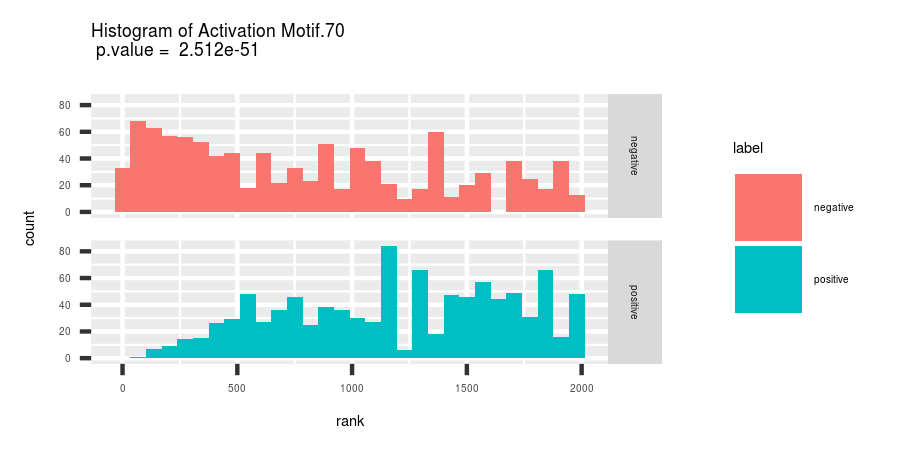 Histogram of Activation Motif.70
p.value = 2.512e-51
count
80
60
40
20
0
negative
80
60
40
20
0
positive
0 500 1000 1500 2000
rank
label
negative
positive